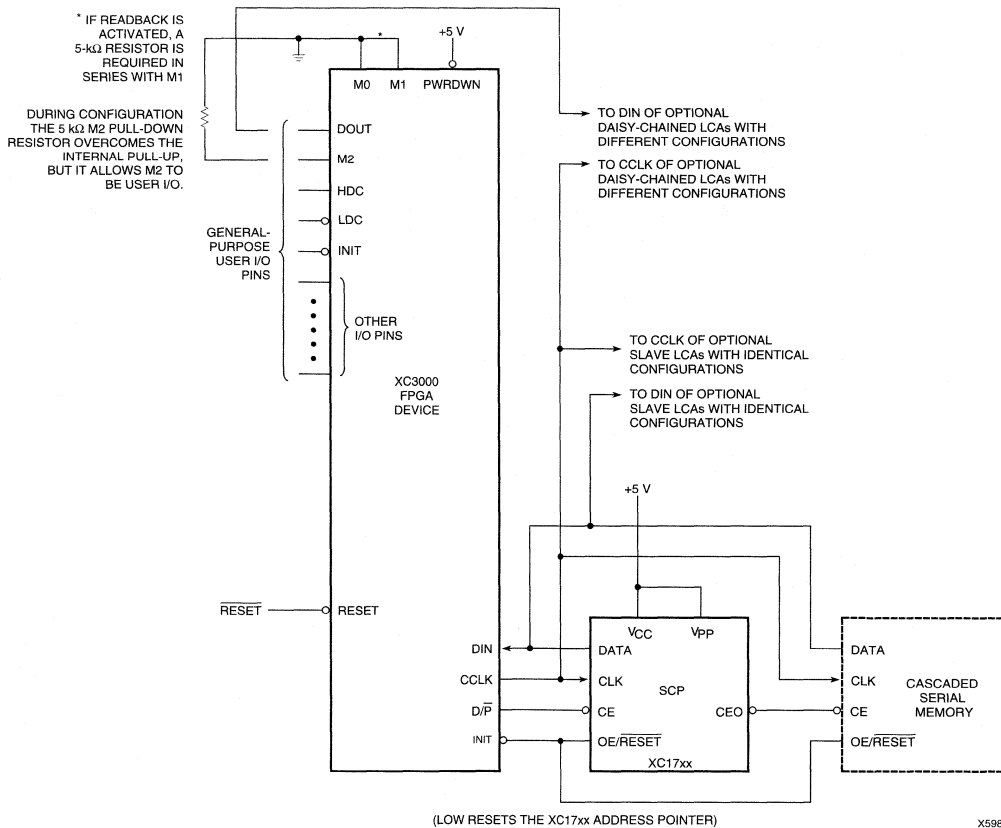 * IF READBACK IS
ACTIVATED, A
5-kΩ RESISTOR IS
REQUIRED IN
SERIES WITH M1
*
+5 V
M0
M1
PWRDWN
DURING CONFIGURATION
THE 5 kΩ M2 PULL-DOWN
RESISTOR OVERCOMES THE
INTERNAL PULL-UP,
BUT IT ALLOWS M2 TO
BE USER I/O.
DOUT
M2
HDC
LDC
INIT
GENERAL-
PURPOSE
USER I/O
PINS
OTHER
I/O PINS
XC3000
FPGA
DEVICE
TO DIN OF OPTIONAL
DAISY-CHAINED LCAs WITH
DIFFERENT CONFIGURATIONS
TO CCLK OF OPTIONAL
DAISY-CHAINED LCAs WITH
DIFFERENT CONFIGURATIONS
TO CCLK OF OPTIONAL
SLAVE LCAs WITH IDENTICAL
CONFIGURATIONS
TO DIN OF OPTIONAL
SLAVE LCAs WITH IDENTICAL
CONFIGURATIONS
+5 V
RESET
RESET
DIN
CCLK
D/P
INIT
VCC
VPP
DATA
CLK
SCP
CE
CEO
OE/RESET
XC17xx
DATA
CLK
CE
OE/RESET
CASCADED
SERIAL
MEMORY
(LOW RESETS THE XC17xx ADDRESS POINTER)
X598